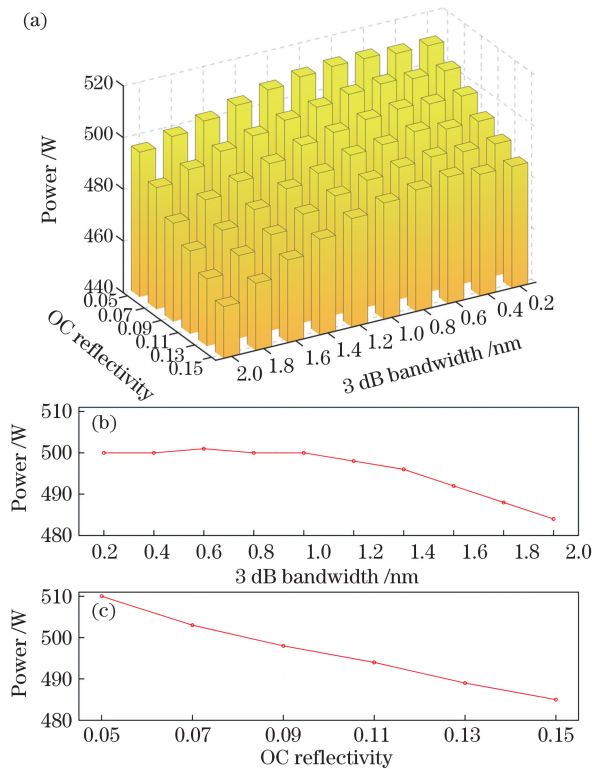 (a)
520
500
480
460
440
Power /W
0.05
0.07
0.09
0.11
0.13
0.15
OC reflectivity
2.0
1.8
1.6
1.4
1.2
1.0
0.8
0.6
0.4
0.2
3 dB bandwidth /nm
(b)
510
500
490
480
Power /W
0.2 0.4 0.6 0.8 1.0 1.2 1.4 1.6 1.8 2.0
3 dB bandwidth /nm
(c)
510
500
490
480
Power /W
0.05 0.07 0.09 0.11 0.13 0.15
OC reflectivity